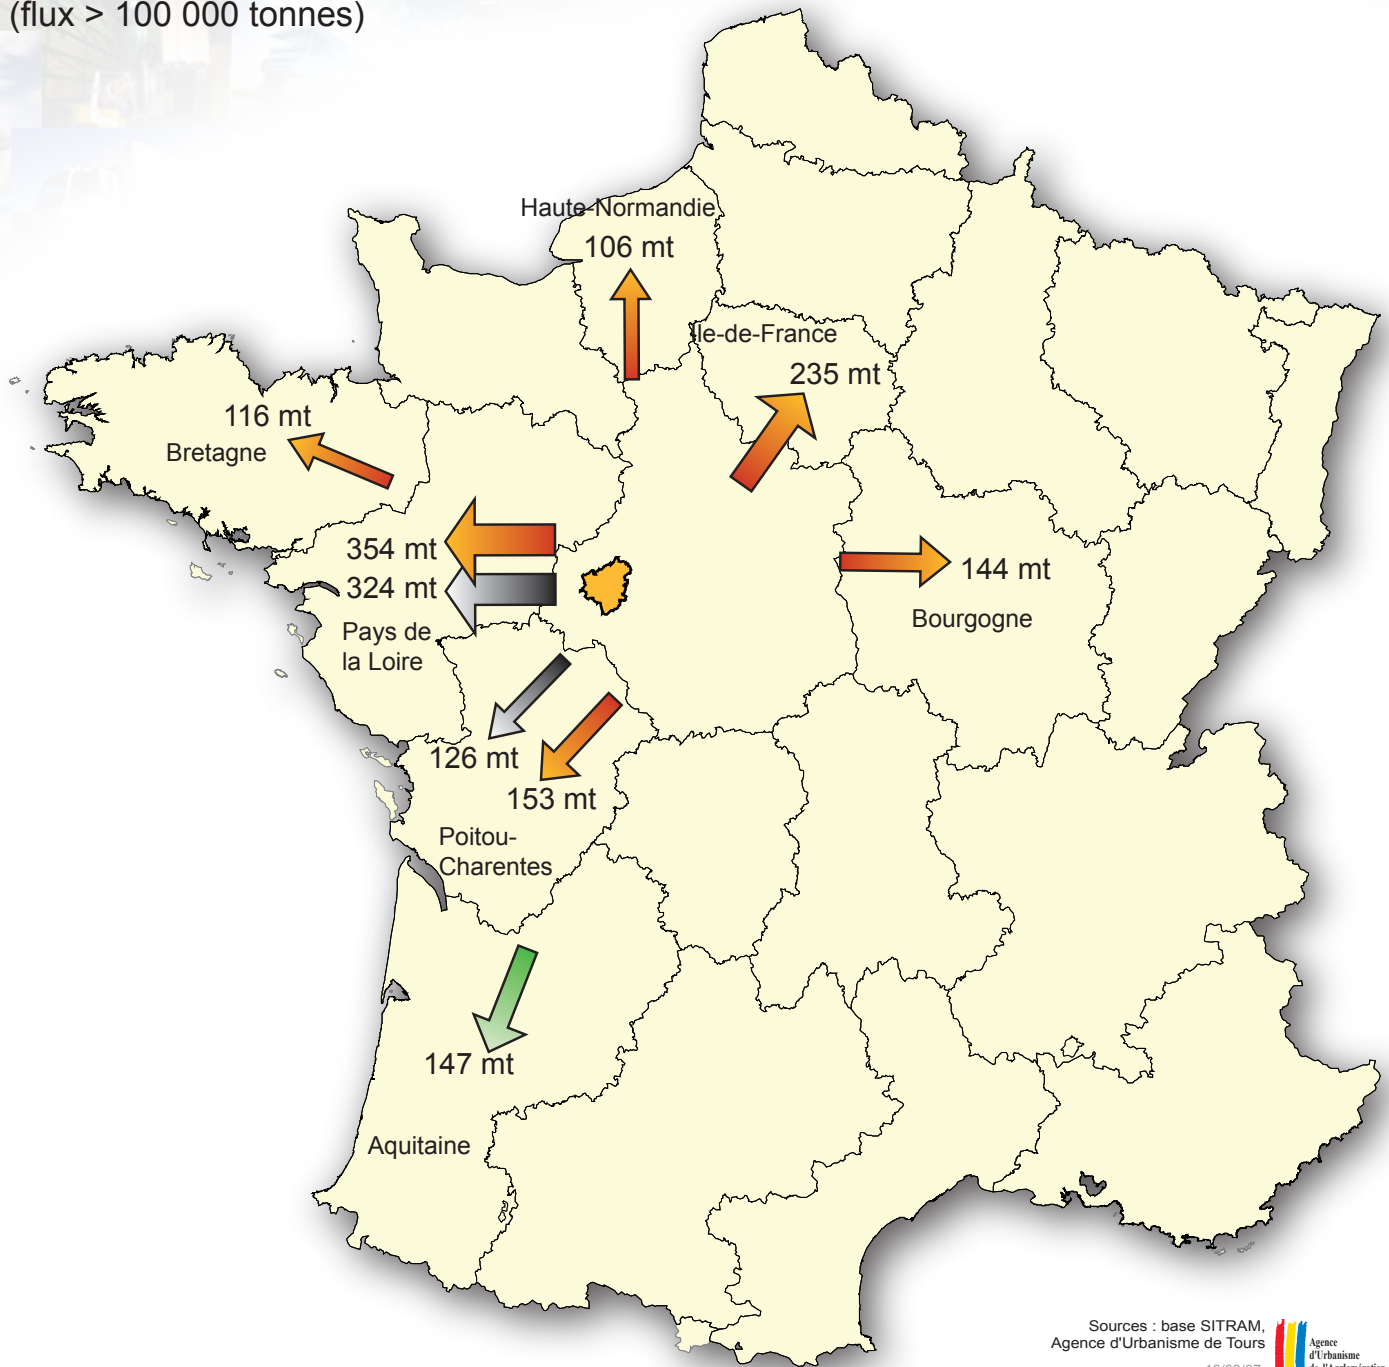 (flux > 100 000 tonnes)
Haute-Normandie
106 mt
Ile-de-France
235 mt
116 mt
Bretagne
354 mt
324 mt
Pays de
la Loire
144 mt
Bourgogne
126 mt
153 mt
Poitou-
Charentes
147 mt
Aquitaine
Sources : base SITRAM,
Agence d'Urbanisme de Tours
Agence
d'Urbanisme
de l'Agglomération